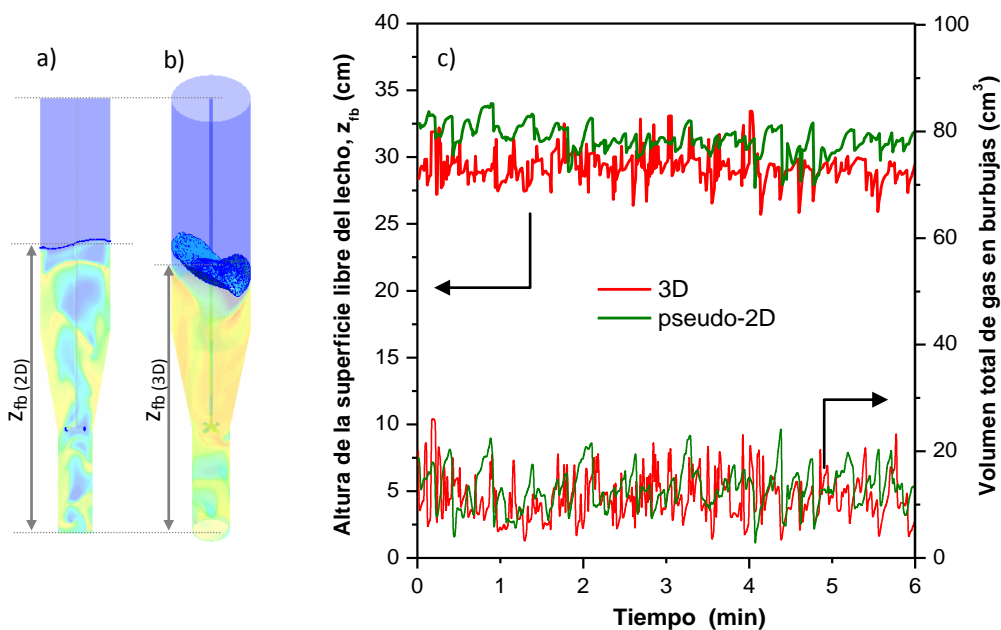 a)
b)
c)
z_fb (2D)
z_fb (3D)
Altura de la superficie libre del lecho, z_fb (cm)
40
35
30
25
20
15
10
5
0
3D
pseudo-2D
100
80
60
40
20
0
Volumen total de gas en burbujas (cm³)
0 1 2 3 4 5 6
Tiempo (min)